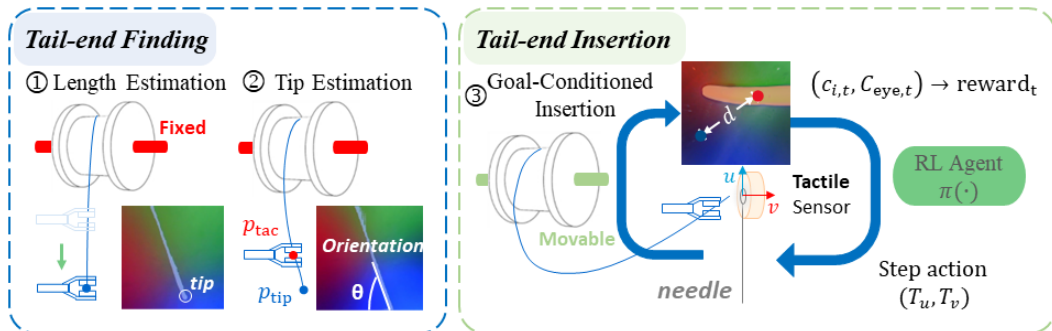 Tail-end Finding
① Length Estimation
② Tip Estimation
Fixed
tip
p_tac
p_tip
Orientation
θ
Tail-end Insertion
③ Goal-Conditioned
Insertion
Movable
d
u
v
Tactile
Sensor
needle
(c_{i,t}, C_{eye,t}) → reward_t
RL Agent
π(·)
Step action
(T_u, T_v)